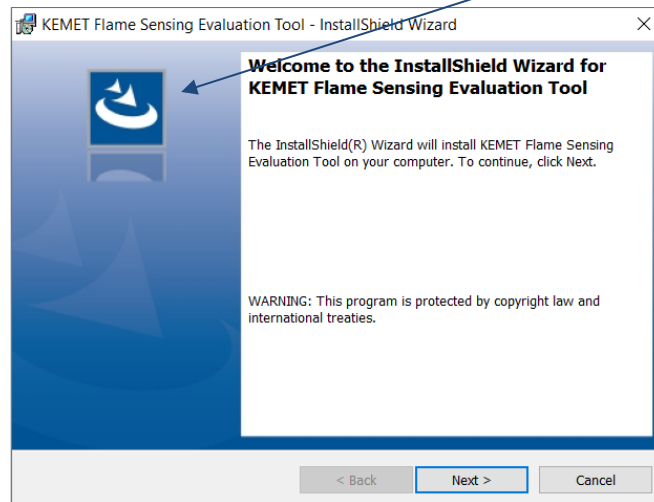 KEMET Flame Sensing Evaluation Tool - InstallShield Wizard
Welcome to the InstallShield Wizard for
KEMET Flame Sensing Evaluation Tool
The InstallShield(R) Wizard will install KEMET Flame Sensing
Evaluation Tool on your computer. To continue, click Next.
WARNING: This program is protected by copyright law and
international treaties.
< Back Next > Cancel